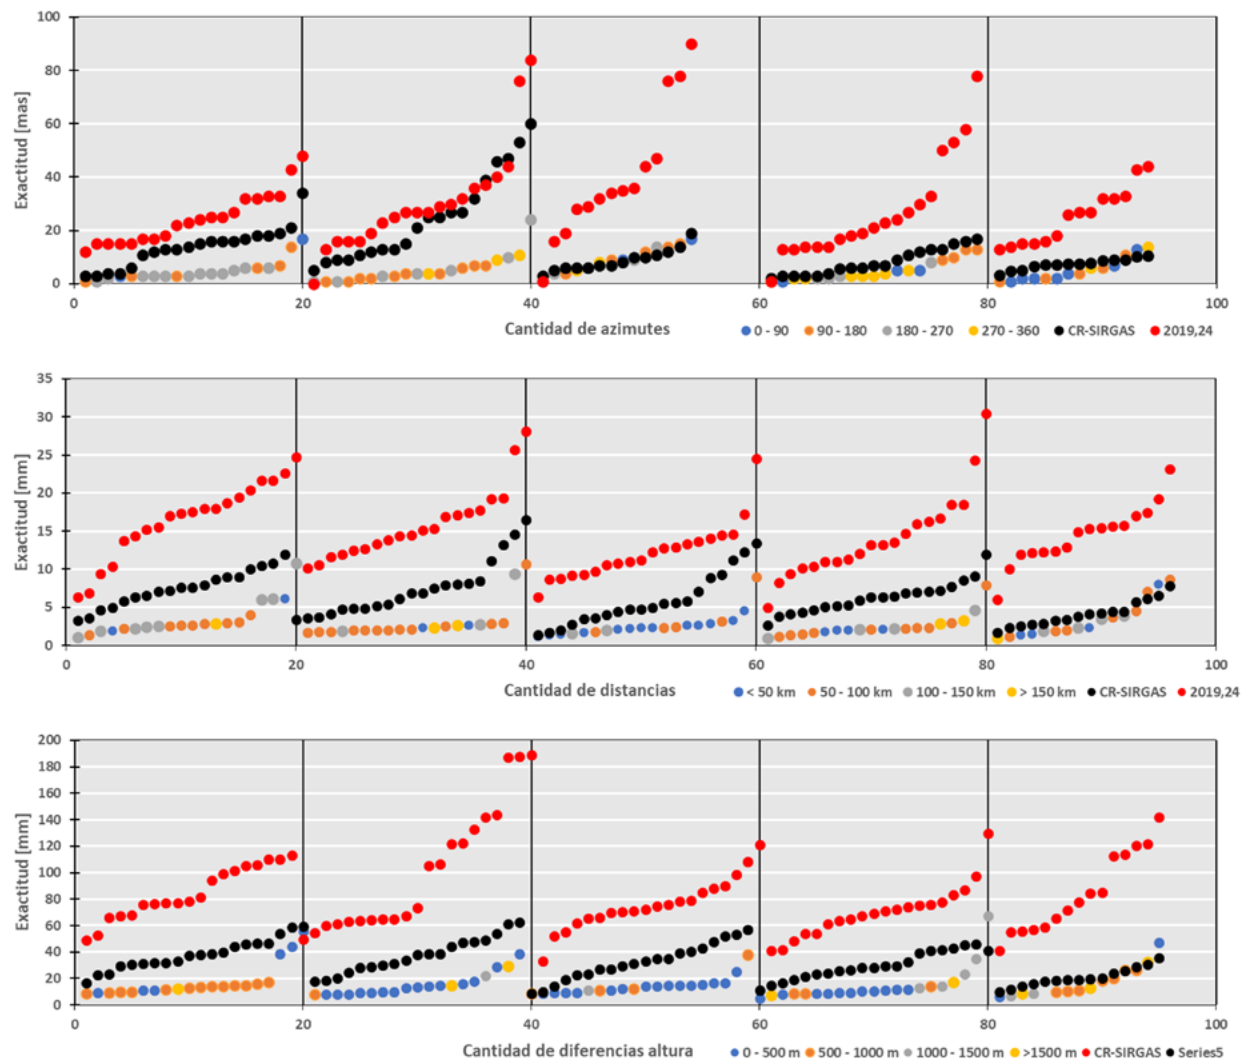 100
80
60
40
20
0
Exactitud [mas]
0 20 40 60 80 100
Cantidad de azimutes
0 - 90 90 - 180 180 - 270 270 - 360 CR-SIRGAS 2019,24
35
30
25
20
15
10
5
0
Exactitud [mm]
0 20 40 60 80 100
Cantidad de distancias
< 50 km 50 - 100 km 100 - 150 km > 150 km CR-SIRGAS 2019,24
200
180
160
140
120
100
80
60
40
20
0
Exactitud [mm]
0 20 40 60 80 100
Cantidad de diferencias altura
0 - 500 m 500 - 1000 m 1000 - 1500 m >1500 m CR-SIRGAS Series5